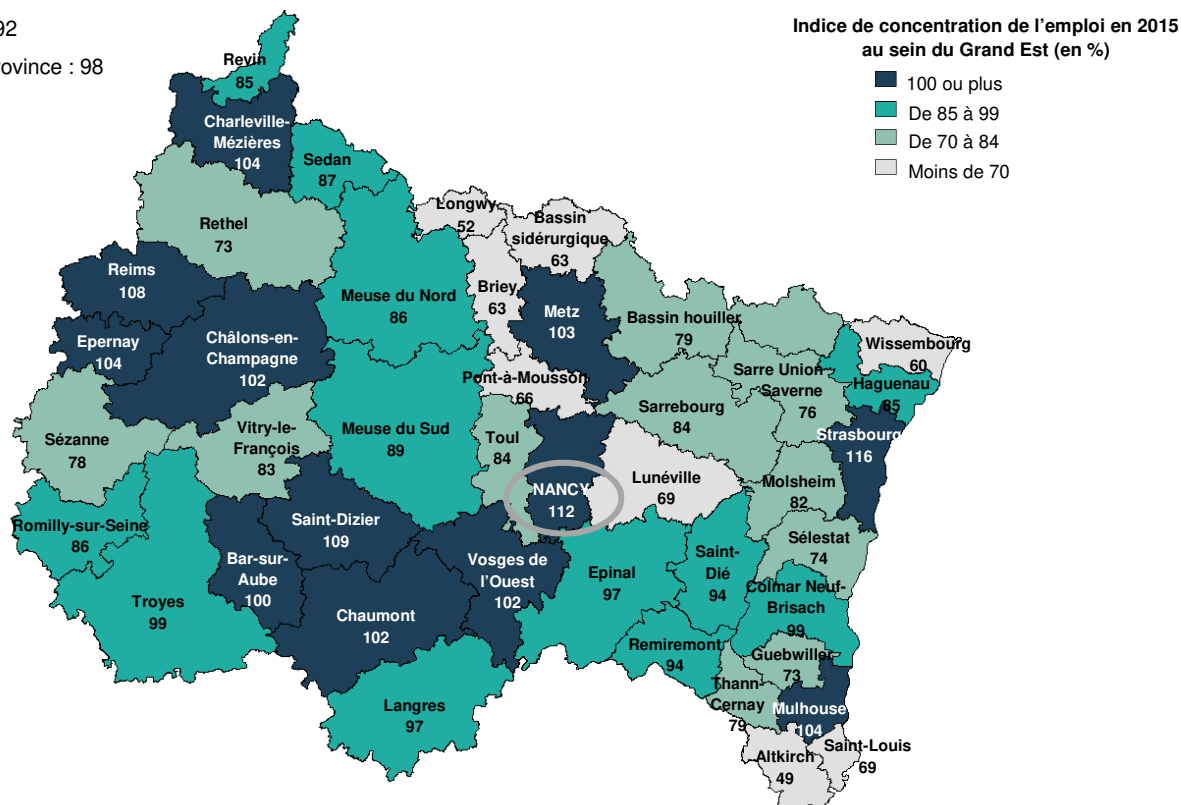 92
ovince : 98
Indice de concentration de l'emploi en 2015
au sein du Grand Est (en %)
100 ou plus
De 85 à 99
De 70 à 84
Moins de 70
Revin
85
Charleville-
Mézières
104
Sedan
87
Rethel
73
Longwy
52
Bassin
sidérurgique
63
Reims
108
Briey
63
Meuse du Nord
86
Metz
103
Bassin houiller
79
Epernay
104
Châlons-en-
Champagne
102
Wissembourg
60
Pont-à-Mousson
66
Sarre Union
Saverne
76
Haguenau
85
Sézanne
78
Vitry-le-
François
83
Meuse du Sud
89
Toul
84
Sarrebourg
84
Strasbourg
116
NANCY
112
Lunéville
69
Molsheim
82
Romilly-sur-Seine
86
Saint-Dizier
109
Sélestat
74
Bar-sur-
Aube
100
Vosges de
l'Ouest
102
Epinal
97
Saint-
Dié
94
Colmar Neuf-
Brisach
99
Troyes
99
Chaumont
102
Remiremont
94
Guebwiller
73
Thann-
Cernay
79
Langres
97
Mulhouse
104
Altkirch
49
Saint-Louis
69